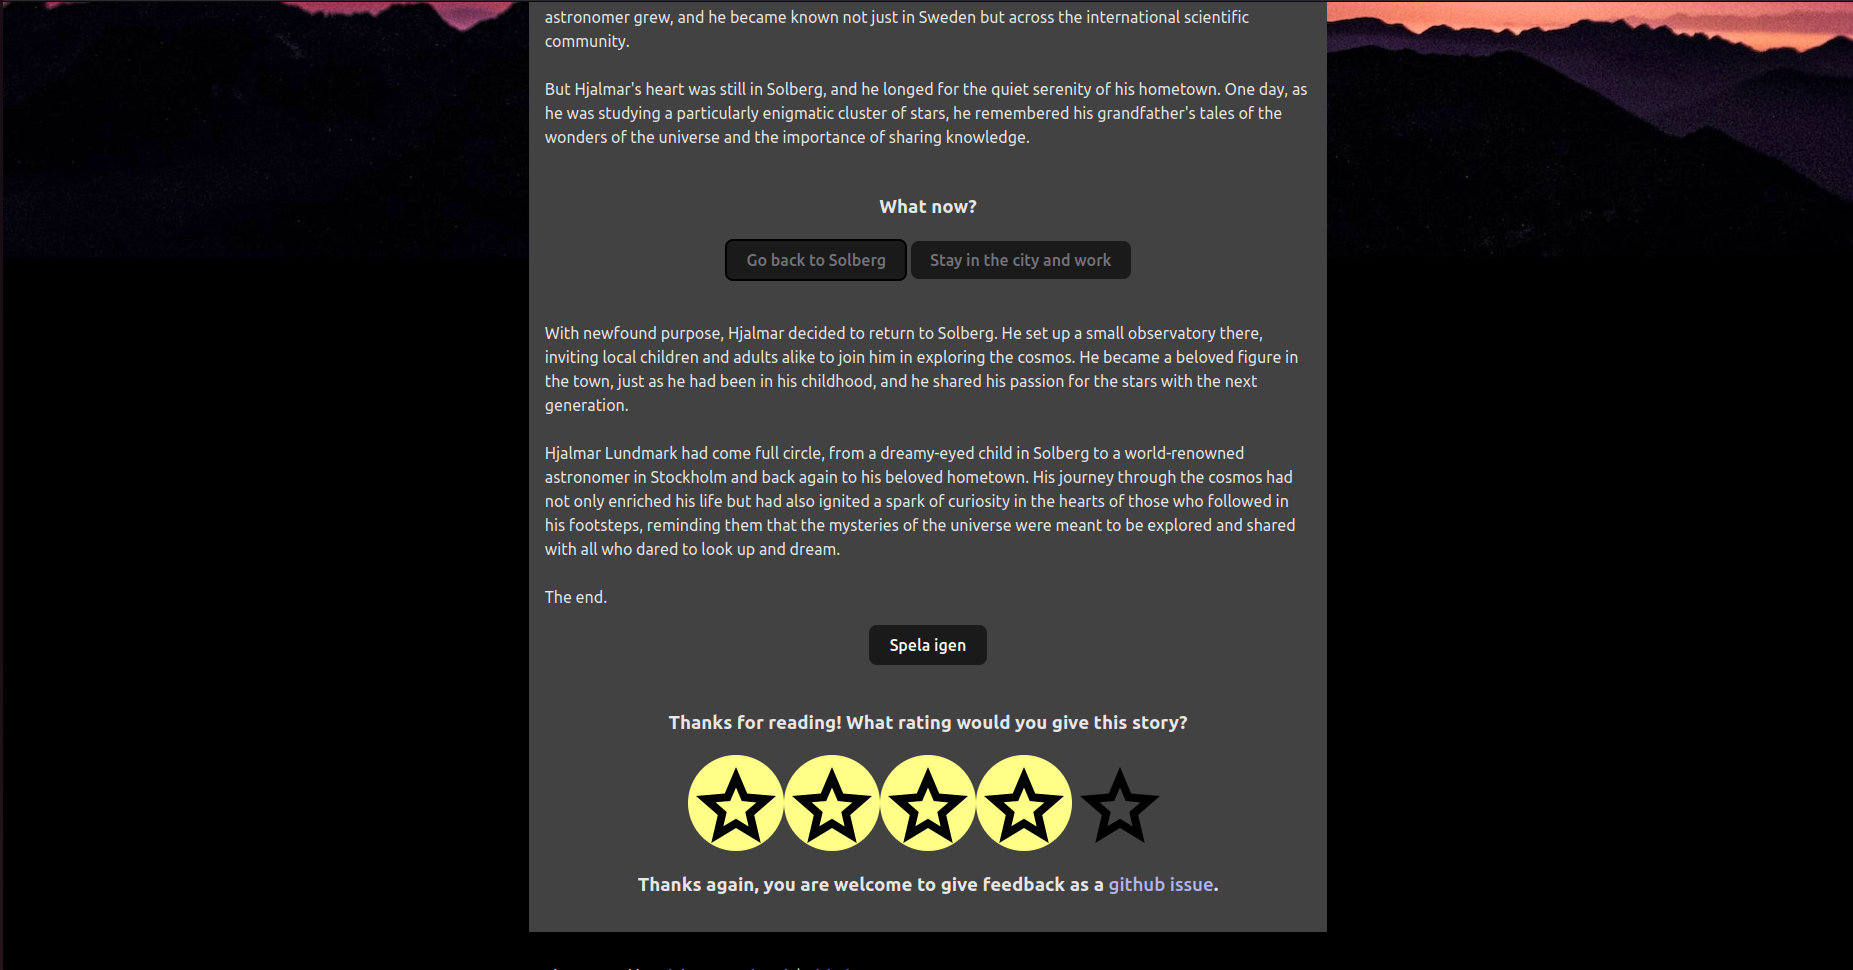 astronomer grew, and he became known not just in Sweden but across the international scientific
community.
But Hjalmar's heart was still in Solberg, and he longed for the quiet serenity of his hometown. One day, as
he was studying a particularly enigmatic cluster of stars, he remembered his grandfather's tales of the
wonders of the universe and the importance of sharing knowledge.
What now?
Go back to Solberg
Stay in the city and work
With newfound purpose, Hjalmar decided to return to Solberg. He set up a small observatory there,
inviting local children and adults alike to join him in exploring the cosmos. He became a beloved figure in
the town, just as he had been in his childhood, and he shared his passion for the stars with the next
generation.
Hjalmar Lundmark had come full circle, from a dreamy-eyed child in Solberg to a world-renowned
astronomer in Stockholm and back again to his beloved hometown. His journey through the cosmos had
not only enriched his life but had also ignited a spark of curiosity in the hearts of those who followed in
his footsteps, reminding them that the mysteries of the universe were meant to be explored and shared
with all who dared to look up and dream.
The end.
Spela igen
Thanks for reading! What rating would you give this story?
Thanks again, you are welcome to give feedback as a github issue.